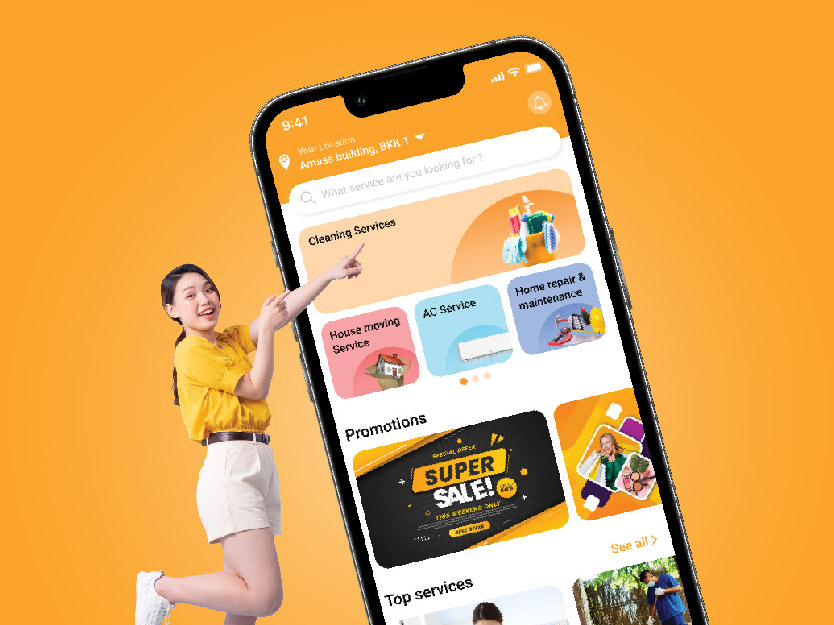 9:41
Your Location
Amass building, BKK 1
What service are you looking for ?
Cleaning Services
House moving
Service
AC Service
Home repair &
maintenance
Promotions
SPECIAL OFFER
SUPER
SALE!
THIS WEEKEND ONLY
See all
Top services